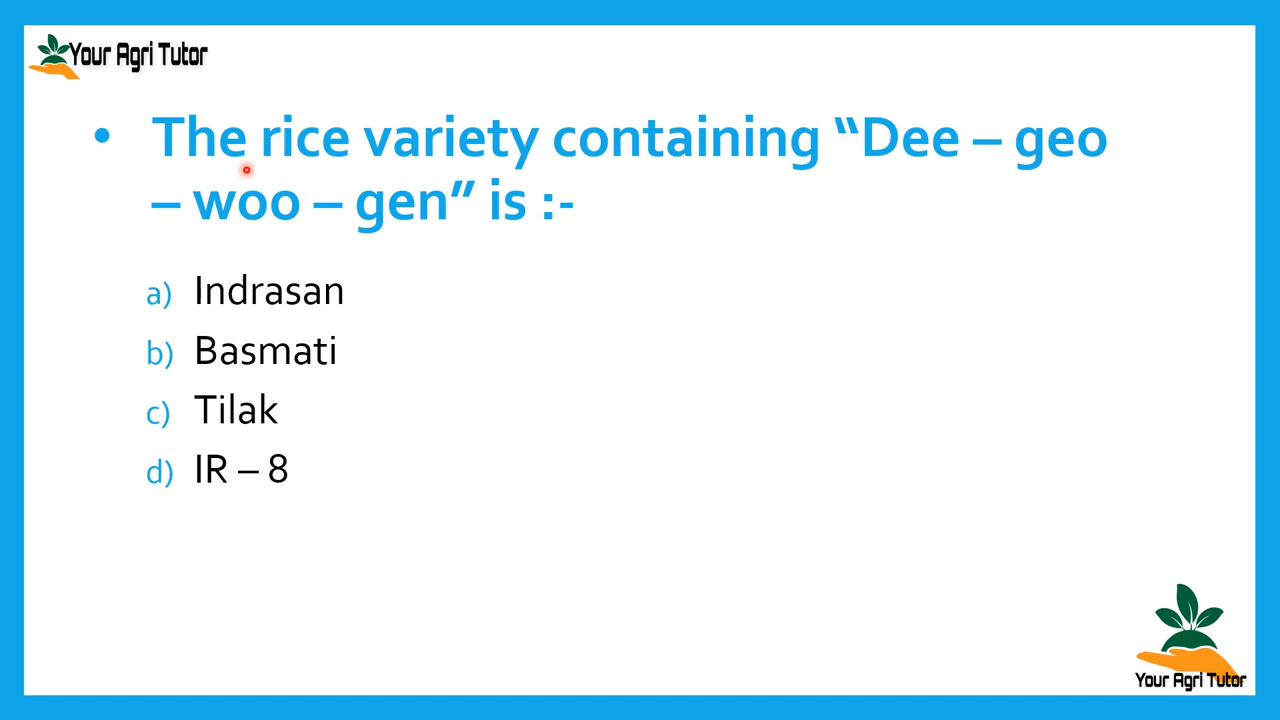 Your Agri Tutor
• The rice variety containing “Dee – geo
– woo – gen” is :-
a) Indrasan
b) Basmati
c) Tilak
d) IR – 8
Your Agri Tutor